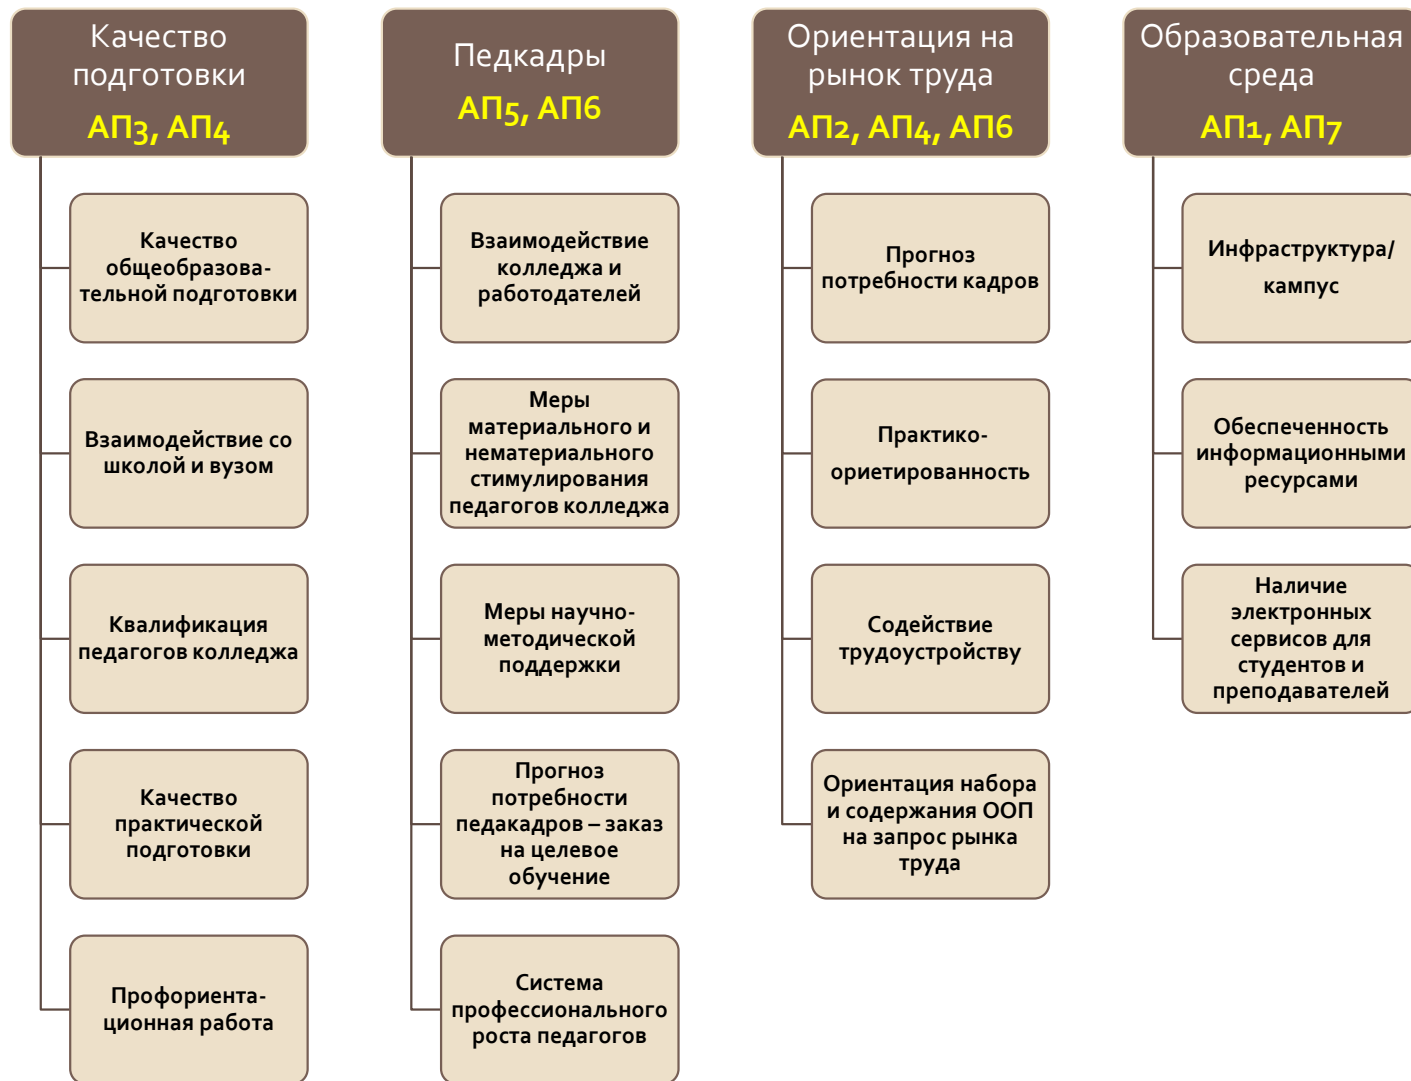 Качество
подготовки
АП3, АП4
Качество
общеобразова-
тельной подготовки
Взаимодействие со
школой и вузом
Квалификация
педагогов колледжа
Качество
практической
подготовки
Профориента-
ционная работа
Педкадры
АП5, АП6
Взаимодействие
колледжа и
работодателей
Меры
материального и
нематериального
стимулирования
педагогов колледжа
Меры научно-
методической
поддержки
Прогноз
потребности
педакадров – заказ
на целевое
обучение
Система
профессионального
роста педагогов
Ориентация на
рынок труда
АП2, АП4, АП6
Прогноз
потребности кадров
Практико-
ориетированность
Содействие
трудоустройству
Ориентация набора
и содержания ООП
на запрос рынка
труда
Образовательная
среда
АП1, АП7
Инфраструктура/
кампус
Обеспеченность
информационными
ресурсами
Наличие
электронных
сервисов для
студентов и
преподавателей